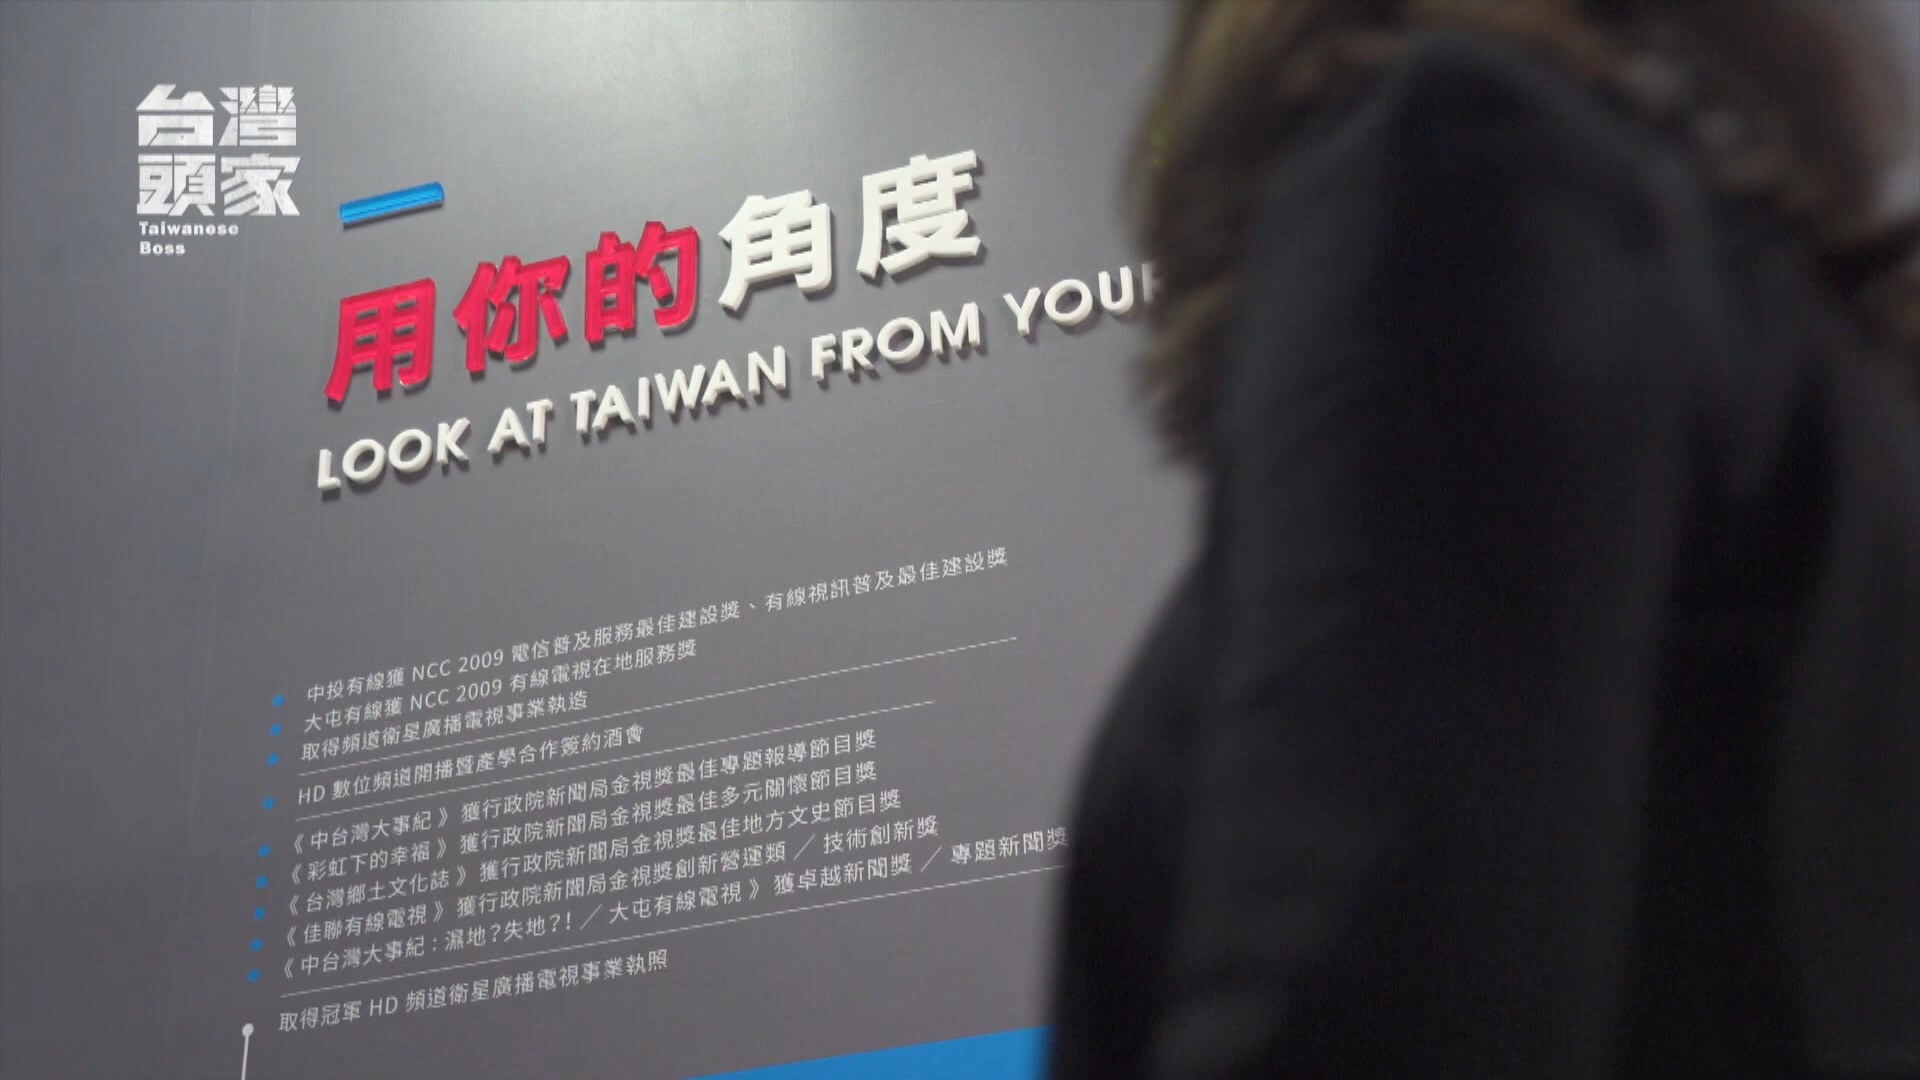 台灣
頭家
Taiwanese
Boss
用你的角度
LOOK AT TAIWAN FROM YOUR
中投有線獲 NCC 2009 電信普及服務最佳建設獎、有線視訊普及最佳建設獎
大屯有線獲 NCC 2009 有線電視在地服務獎
取得頻道衛星廣播電視事業執造
HD 數位頻道開播暨產學合作簽約酒會
《中台灣大事紀》獲行政院新聞局金視獎最佳專題報導節目獎
《彩虹下的幸福》獲行政院新聞局金視獎最佳多元關懷節目獎
《台灣鄉土文化誌》獲行政院新聞局金視獎最佳地方文史節目獎
《佳聯有線電視》獲行政院新聞局金視獎創新營運類／技術創新獎
《中台灣大事紀：濕地?失地?!／大屯有線電視》獲卓越新聞獎／專題新聞獎
取得冠軍 HD 頻道衛星廣播電視事業執照